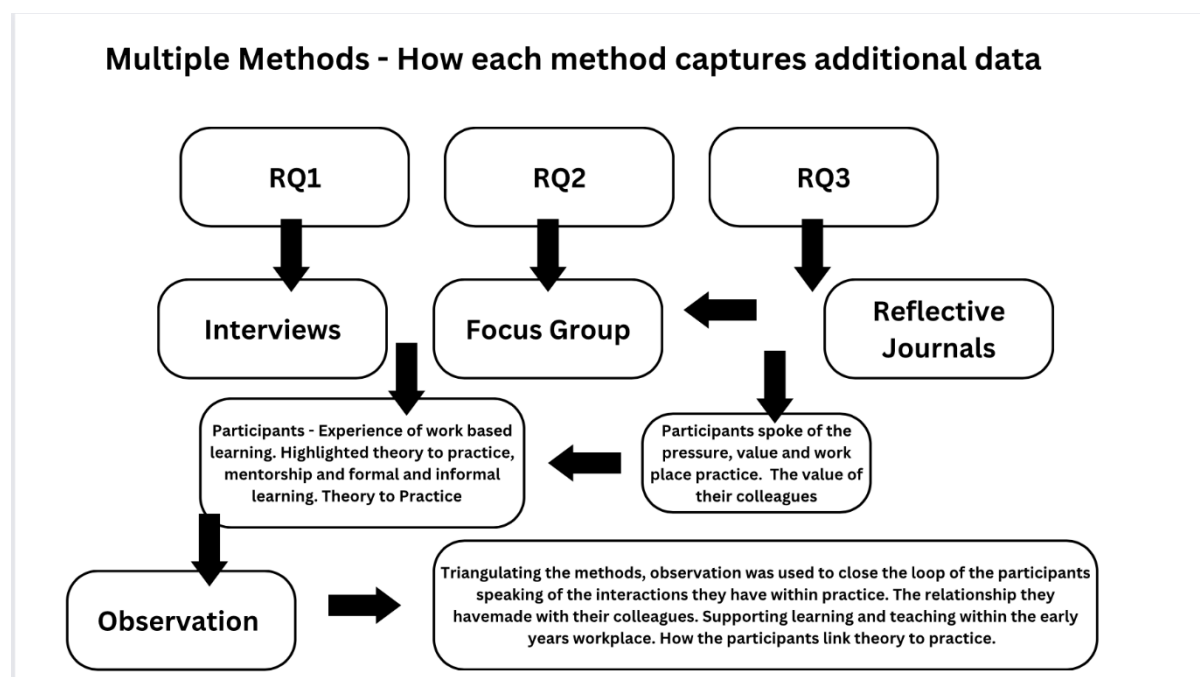 Multiple Methods - How each method captures additional data
RQ1
RQ2
RQ3
Interviews
Focus Group
Reflective
Journals
Participants - Experience of work based
learning. Highlighted theory to practice,
mentorship and formal and informal
learning. Theory to Practice
Participants spoke of the
pressure, value and work
place practice. The value of
their colleagues
Observation
Triangulating the methods, observation was used to close the loop of the participants
speaking of the interactions they have within practice. The relationship they
havemade with their colleagues. Supporting learning and teaching within the early
years workplace. How the participants link theory to practice.